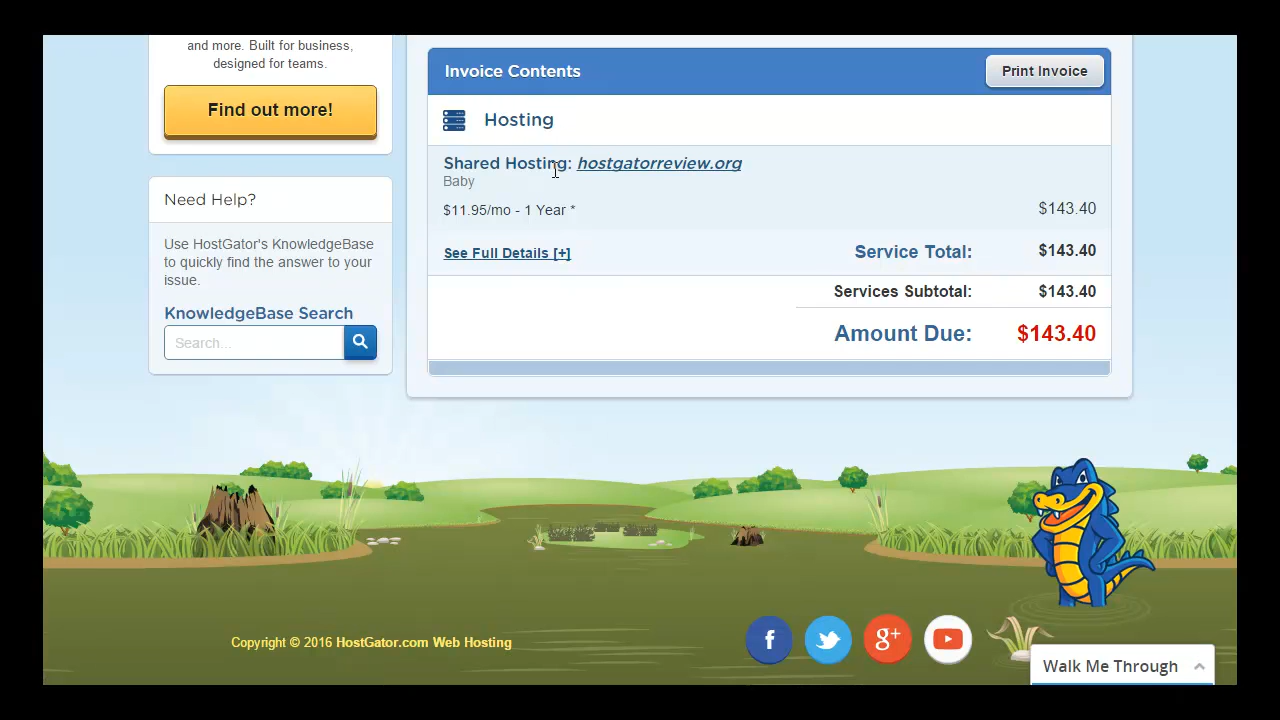 and more. Built for business,
designed for teams.
Find out more!
Need Help?
Use HostGator's KnowledgeBase
to quickly find the answer to your
issue.
KnowledgeBase Search
Search...
Invoice Contents
Print Invoice
Hosting
Shared Hosting: hostgatorreview.org
Baby
$11.95/mo - 1 Year * $143.40
See Full Details [+] Service Total: $143.40
Services Subtotal: $143.40
Amount Due: $143.40
Copyright © 2016 HostGator.com Web Hosting
f
g+
Walk Me Through